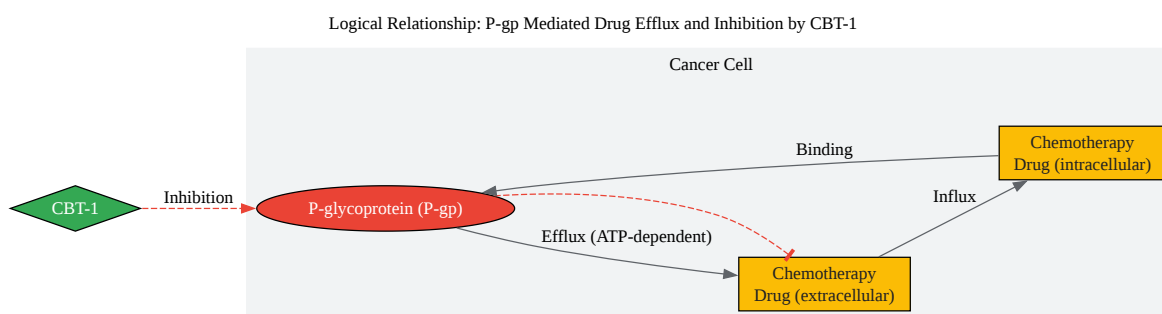 Logical Relationship: P-gp Mediated Drug Efflux and Inhibition by CBT-1
Cancer Cell
Chemotherapy
Drug (intracellular)
Binding
Influx
CBT-1
Inhibition
P-glycoprotein (P-gp)
Efflux (ATP-dependent)
Chemotherapy
Drug (extracellular)